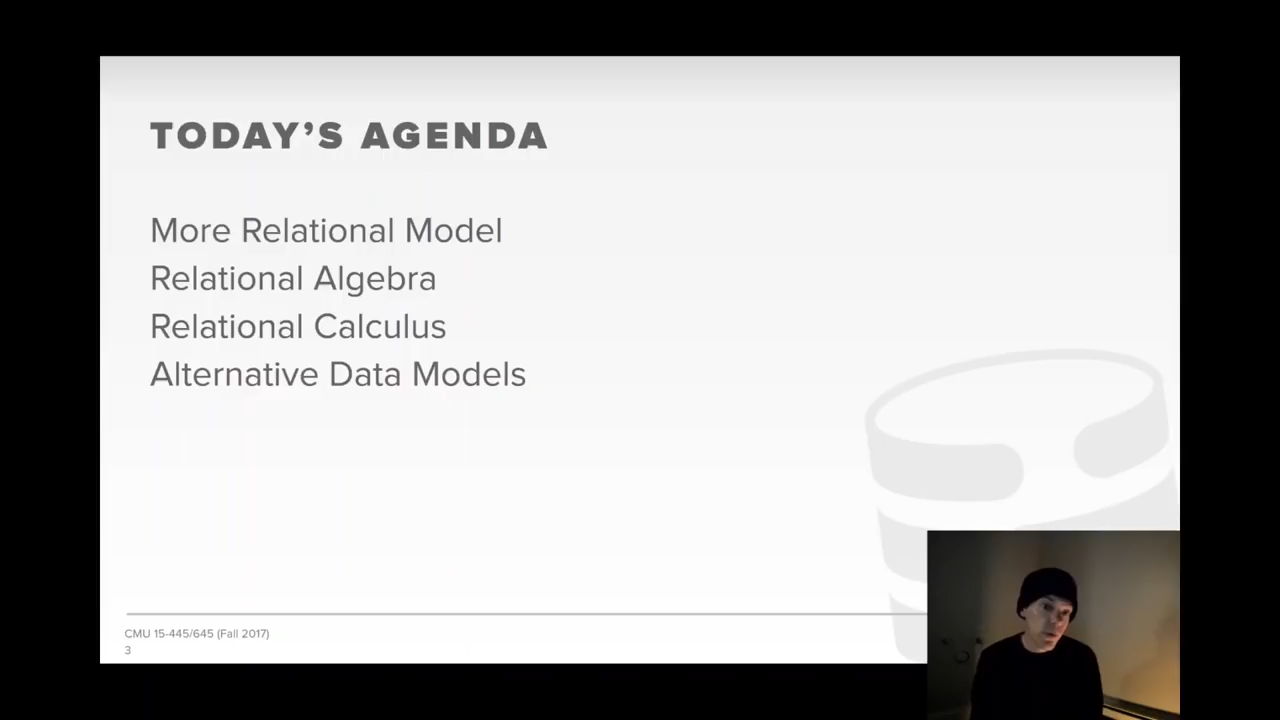 TODAY'S AGENDA
More Relational Model
Relational Algebra
Relational Calculus
Alternative Data Models
CMU 15-445/645 (Fall 2017)
3